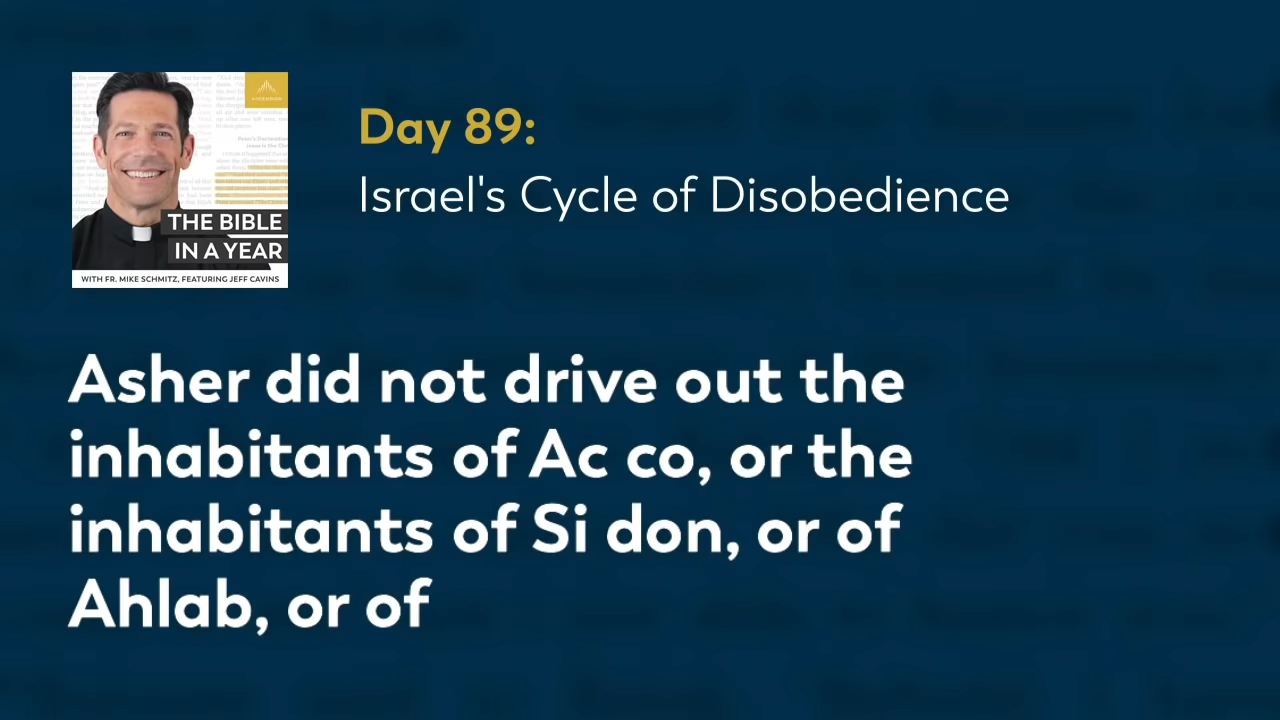 Day 89:
Israel's Cycle of Disobedience
THE BIBLE
IN A YEAR
WITH FR. MIKE SCHMITZ, FEATURING JEFF CAVINS
Asher did not drive out the
inhabitants of Ac co, or the
inhabitants of Si don, or of
Ahlab, or of